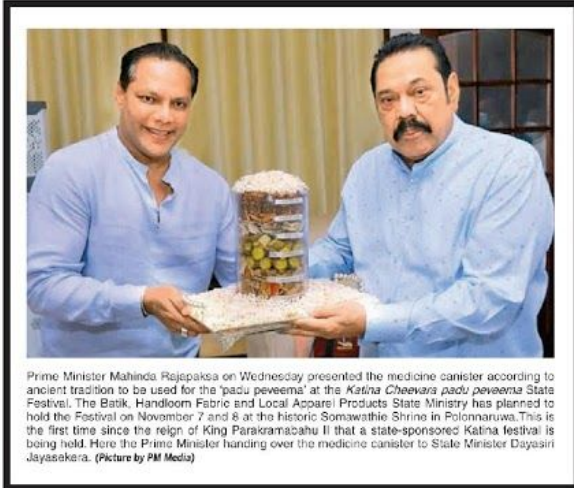 Prime Minister Mahinda Rajapaksa on Wednesday presented the medicine canister according to
ancient tradition to be used for the 'padu peveema' at the Katina Cheevara padu peveema State
Festival. The Batik, Handloom Fabric and Local Apparel Products State Ministry has planned to
hold the Festival on November 7 and 8 at the historic Somawathie Shrine in Polonnaruwa.This is
the first time since the reign of King Parakramabahu II that a state-sponsored Katina festival is
being held. Here the Prime Minister handing over the medicine canister to State Minister Dayasiri
Jayasekera. (Picture by PM Media)